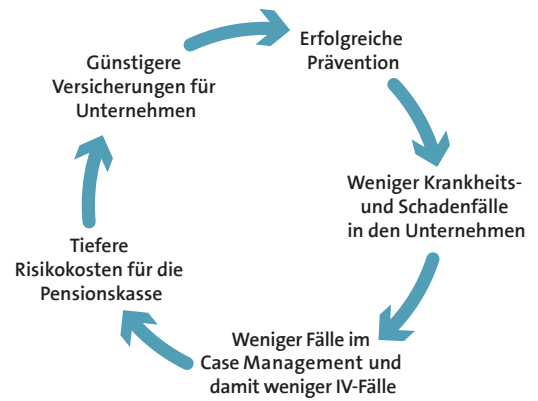 Erfolgreiche
Prävention
Weniger Krankheits-
und Schadenfälle
in den Unternehmen
Weniger Fälle im
Case Management und
damit weniger IV-Fälle
Tiefere
Risikokosten für die
Pensionskasse
Günstigere
Versicherungen für
Unternehmen